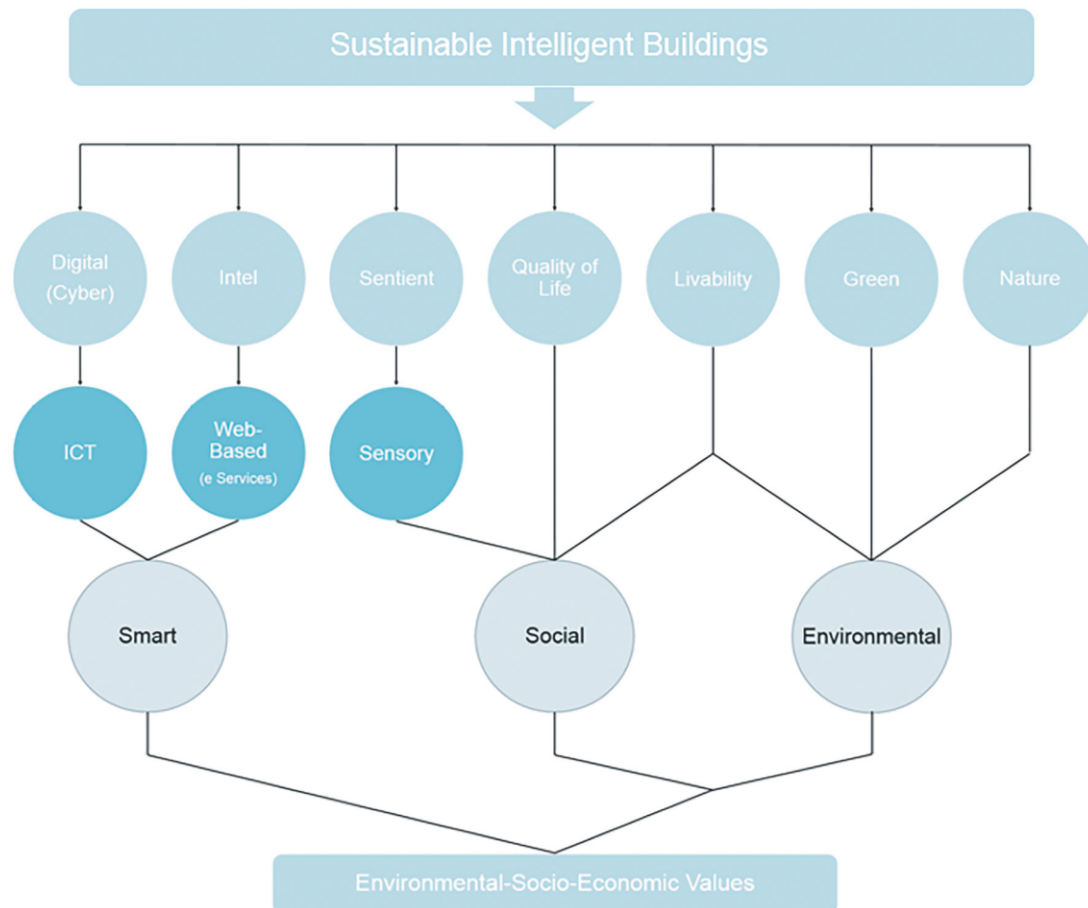 Sustainable Intelligent Buildings
Digital
(Cyber)
Intel
Sentient
Quality of
Life
Livability
Green
Nature
ICT
Web-
Based
(e Services)
Sensory
Smart
Social
Environmental
Environmental-Socio-Economic Values